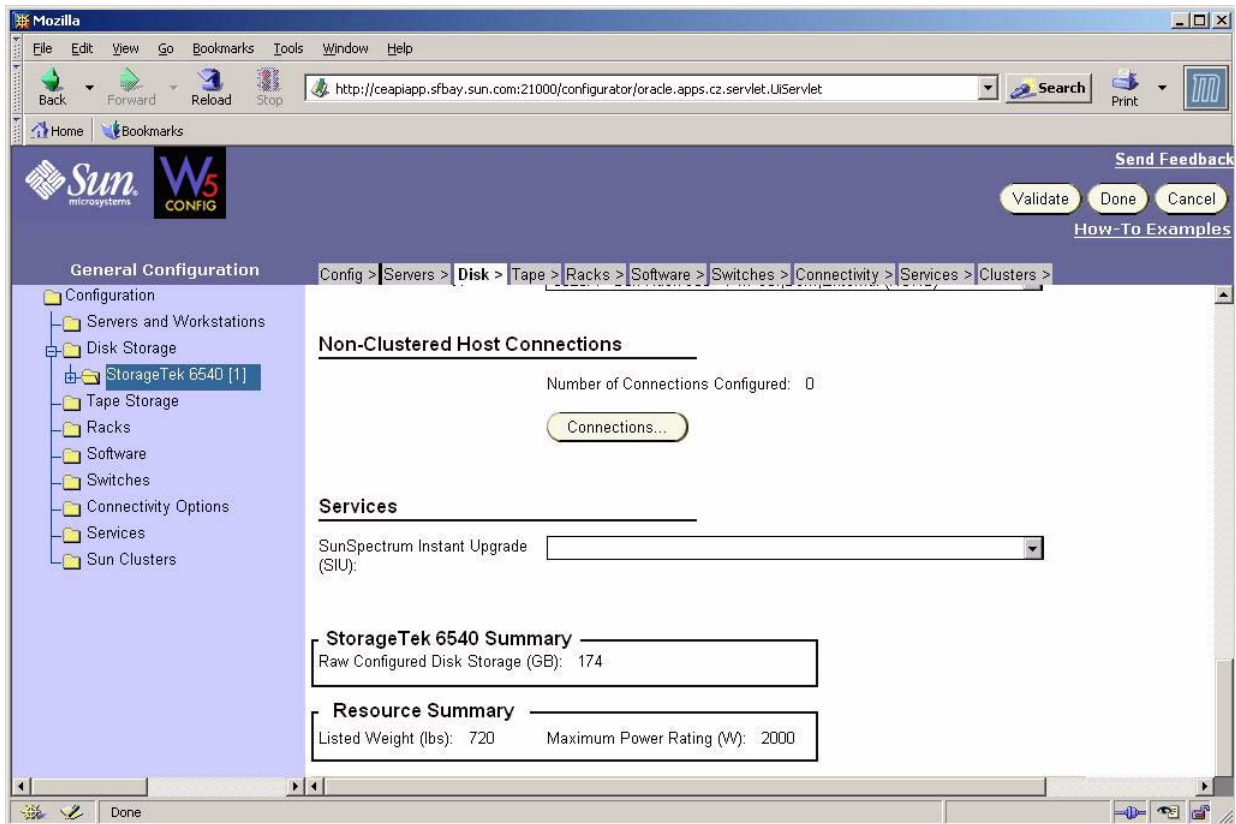 Mozilla
File Edit View Go Bookmarks Tools Window Help
Back Forward Reload Stop http://ceapiapp.sfbay.sun.com:21000/configurator/oracle.apps.cz.servlet.UiServlet Search Print
Home Bookmarks
Send Feedback
Sun microsystems W5 CONFIG
Validate Done Cancel
How-To Examples
General Configuration
Config > Servers > Disk > Tape > Racks > Software > Switches > Connectivity > Services > Clusters >
Configuration
Servers and Workstations
Disk Storage
StorageTek 6540 [1]
Tape Storage
Racks
Software
Switches
Connectivity Options
Services
Sun Clusters
Non-Clustered Host Connections
Number of Connections Configured: 0
Connections...
Services
SunSpectrum Instant Upgrade
(SIU):
StorageTek 6540 Summary
Raw Configured Disk Storage (GB): 174
Resource Summary
Listed Weight (lbs): 720 Maximum Power Rating (W): 2000
Done